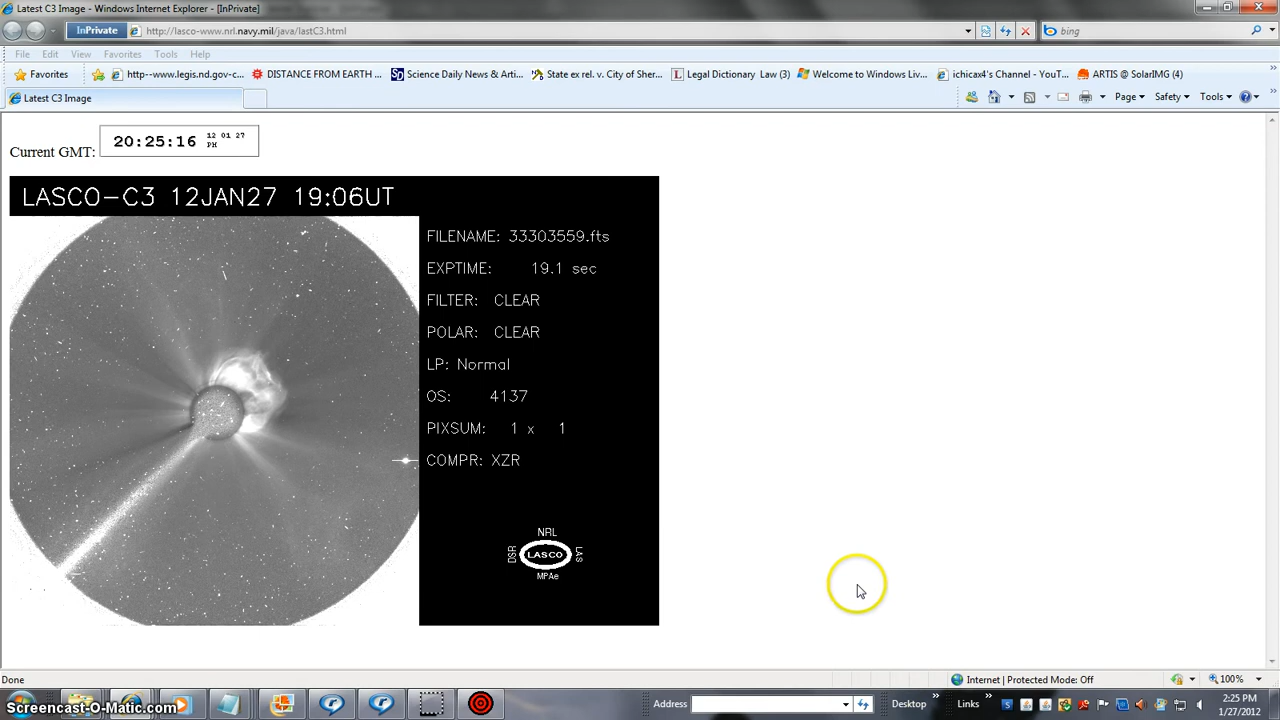 Latest C3 Image - Windows Internet Explorer - [InPrivate]
InPrivate http://lasco-www.nrl.navy.mil/java/lastC3.html bing
File Edit View Favorites Tools Help
Favorites http--www.legis.nd.gov-c... DISTANCE FROM EARTH ... Science Daily News & Arti... State ex rel. v. City of Sher... Legal Dictionary Law (3) Welcome to Windows Liv... ichicax4's Channel - YouT... ARTIS @ SolarIMG (4)
Latest C3 Image Page Safety Tools
Current GMT: 20:25:16 12 01 27 PM
LASCO-C3 12JAN27 19:06UT
FILENAME: 33303559.fts
EXPTIME: 19.1 sec
FILTER: CLEAR
POLAR: CLEAR
LP: Normal
OS: 4137
PIXSUM: 1 x 1
COMPR: XZR
NRL
DSR LASCO LAS
MPAe
Done Internet | Protected Mode: Off 100%
Address Desktop Links 2:25 PM
1/27/2012
Screencast-O-Matic.com